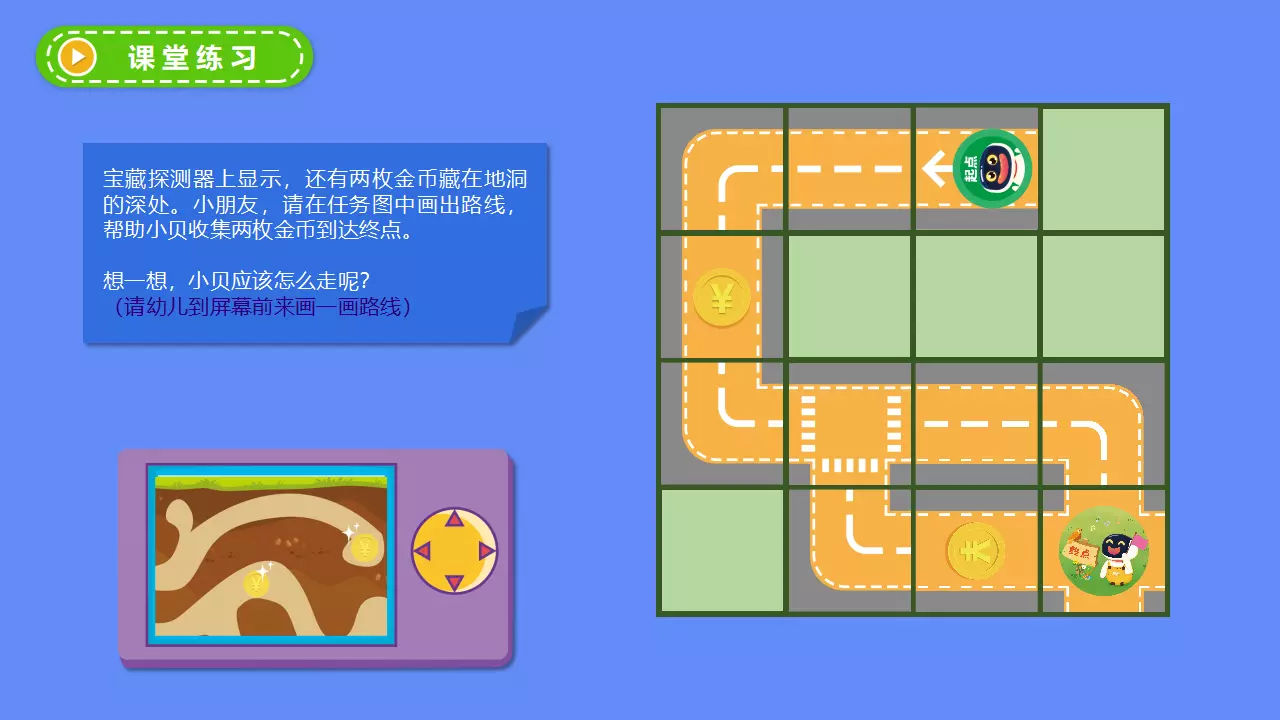 课堂练习
宝藏探测器上显示，还有两枚金币藏在地洞
的深处。小朋友，请在任务图中画出路线，
帮助小贝收集两枚金币到达终点。
想一想，小贝应该怎么走呢？
（请幼儿到屏幕前来画一画路线）
起点
¥
¥
终点
¥
¥